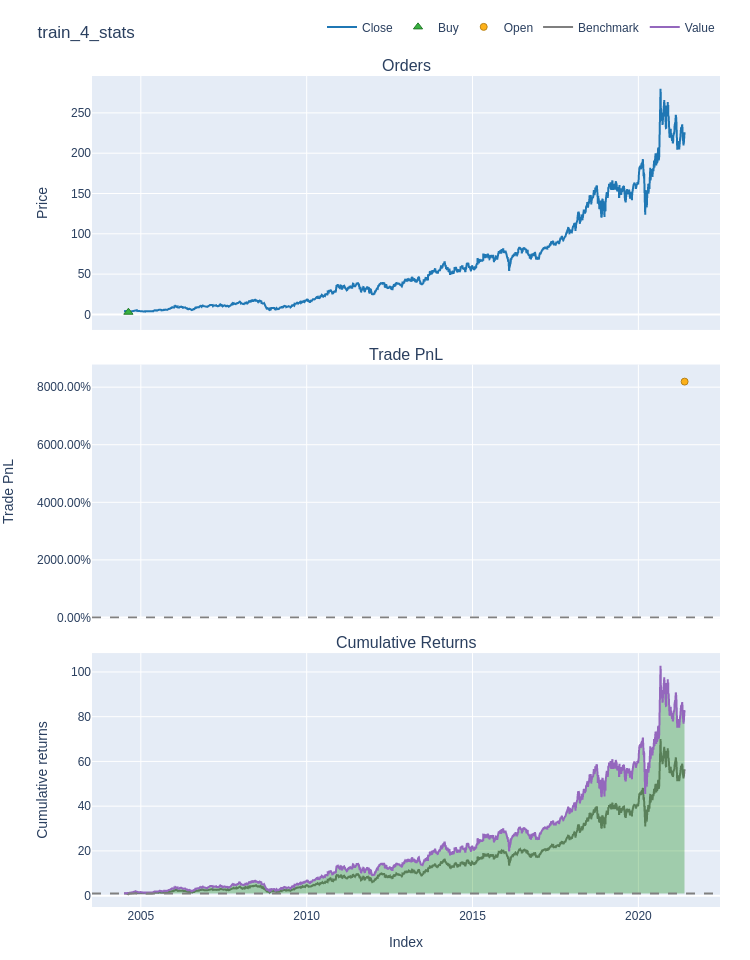 train_4_stats
Close Buy Open Benchmark Value
Orders
250
200
150
100
50
0
Price
Trade PnL
8000.00%
6000.00%
4000.00%
2000.00%
0.00%
Trade PnL
Cumulative Returns
100
80
60
40
20
0
Cumulative returns
2005 2010 2015 2020
Index